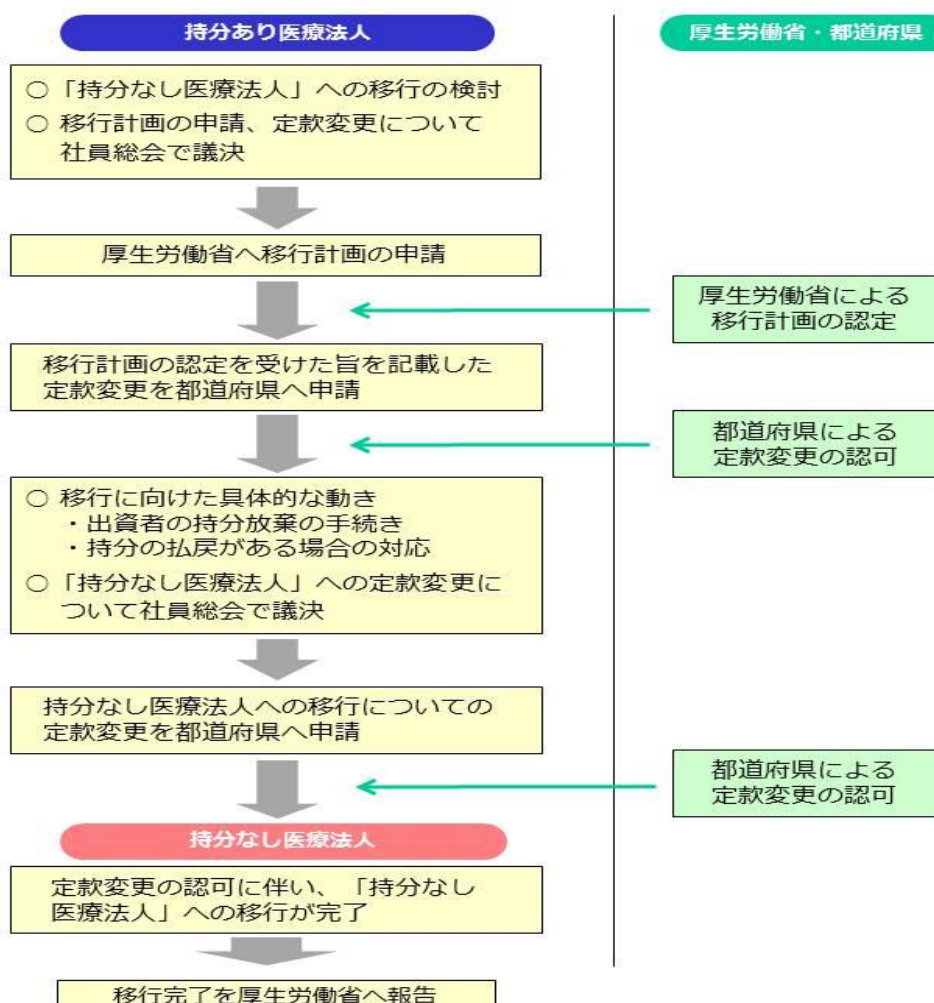 持分あり医療法人
厚生労働省・都道府県
○ 「持分なし医療法人」への移行の検討
○ 移行計画の申請、定款変更について
社員総会で議決
厚生労働省へ移行計画の申請
厚生労働省による
移行計画の認定
移行計画の認定を受けた旨を記載した
定款変更を都道府県へ申請
都道府県による
定款変更の認可
○ 移行に向けた具体的な動き
・出資者の持分放棄の手続き
・持分の払戻がある場合の対応
○ 「持分なし医療法人」への定款変更に
ついて社員総会で議決
持分なし医療法人への移行についての
定款変更を都道府県へ申請
都道府県による
定款変更の認可
持分なし医療法人
定款変更の認可に伴い、「持分なし
医療法人」への移行が完了
移行完了を厚生労働省へ報告